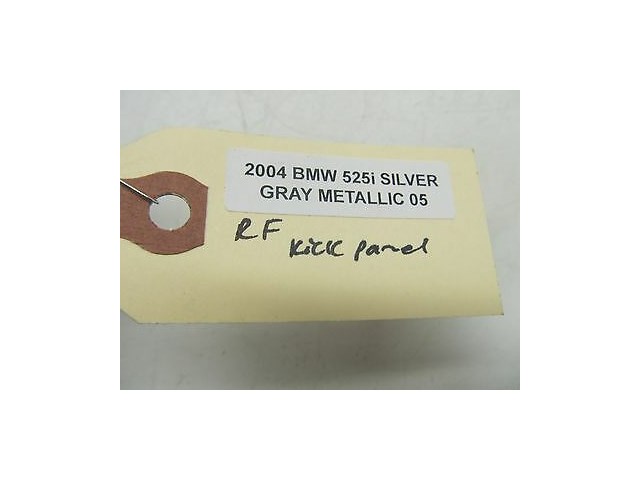 2004 BMW 525i SILVER
GRAY METALLIC 05
RF
Kick panel